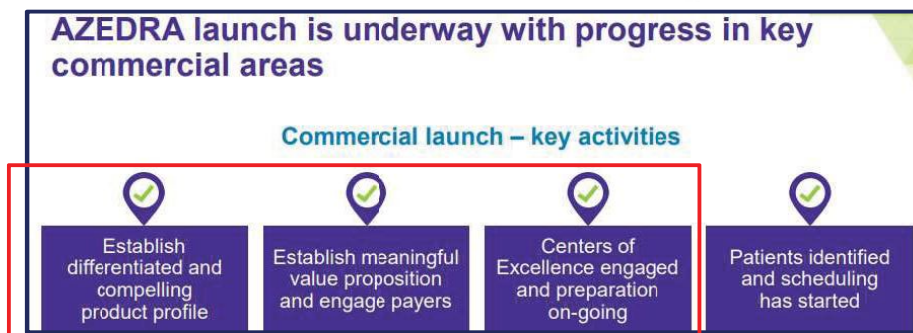 AZEDRA launch is underway with progress in key
commercial areas
Commercial launch – key activities
Establish
differentiated and
compelling
product profile
Establish meaningful
value proposition
and engage payers
Centers of
Excellence engaged
and preparation
on-going
Patients identified
and scheduling
has started